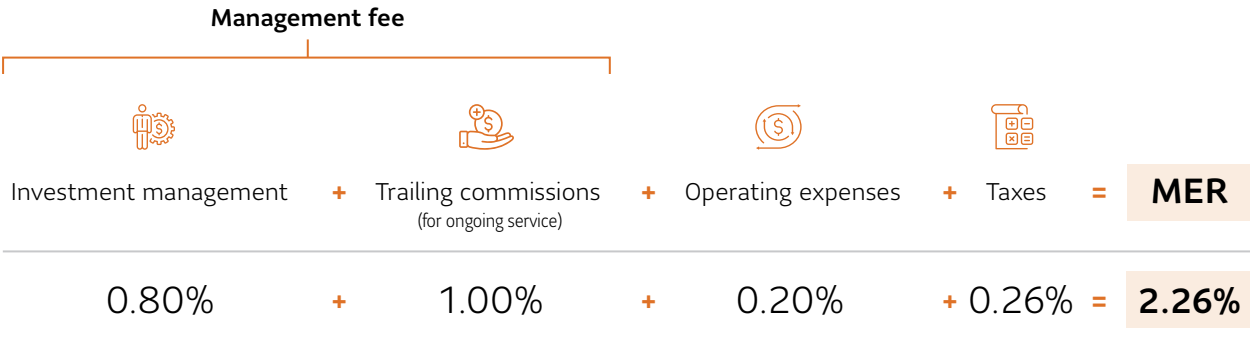 Management fee
Investment management + Trailing commissions + Operating expenses + Taxes = MER
(for ongoing service)
0.80% + 1.00% + 0.20% + 0.26% = 2.26%